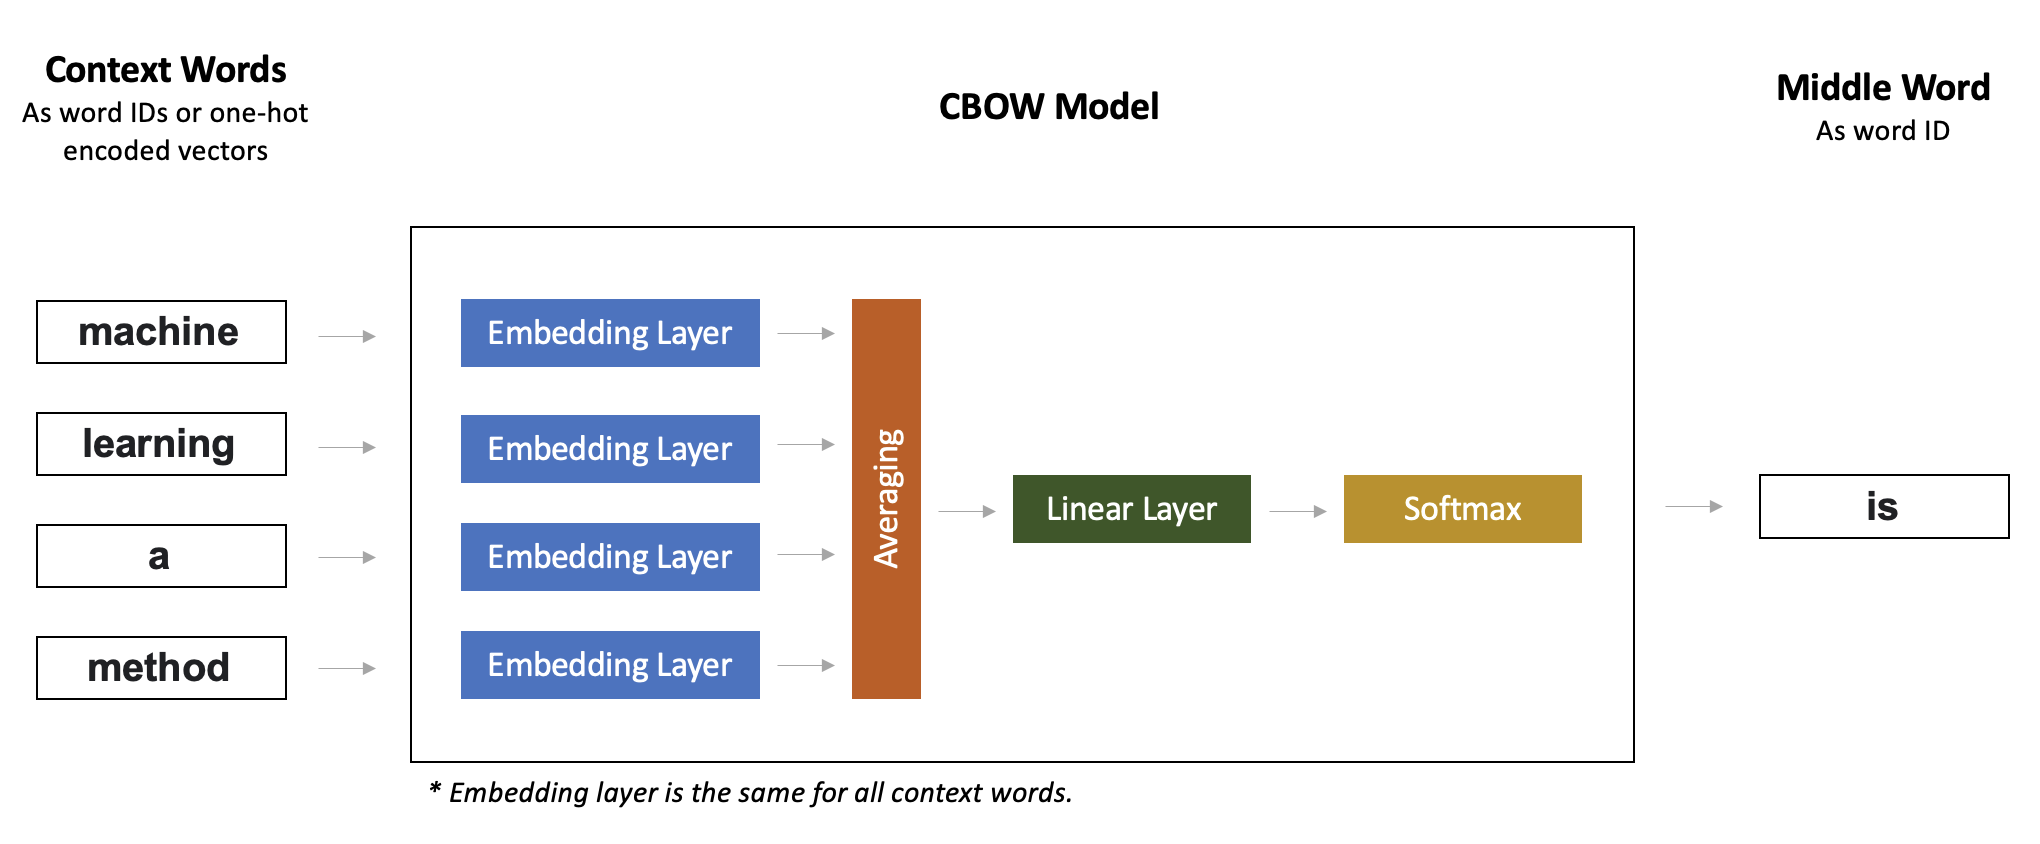 Context Words
As word IDs or one-hot
encoded vectors
CBOW Model
Middle Word
As word ID
machine
learning
a
method
Embedding Layer
Embedding Layer
Embedding Layer
Embedding Layer
Averaging
Linear Layer
Softmax
is
* Embedding layer is the same for all context words.